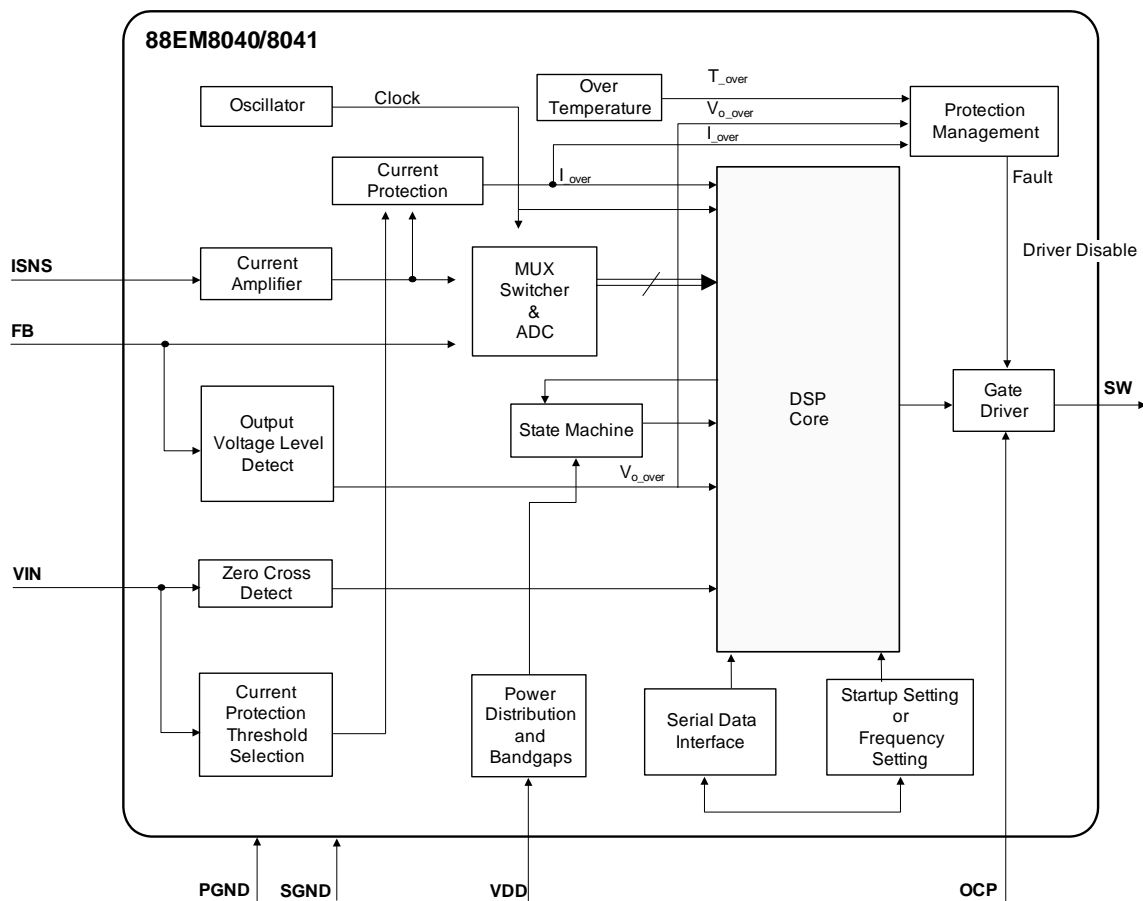 88EM8040/8041
Oscillator
Clock
Over
Temperature
T_over
Vo_over
I_over
Protection
Management
Current
Protection
I_over
Fault
Driver Disable
ISNS
Current
Amplifier
MUX
Switcher
&
ADC
FB
Output
Voltage Level
Detect
State Machine
Vo_over
DSP
Core
Gate
Driver
SW
VIN
Zero Cross
Detect
Current
Protection
Threshold
Selection
Power
Distribution
and
Bandgaps
Serial Data
Interface
Startup Setting
or
Frequency
Setting
PGND
SGND
VDD
OCP